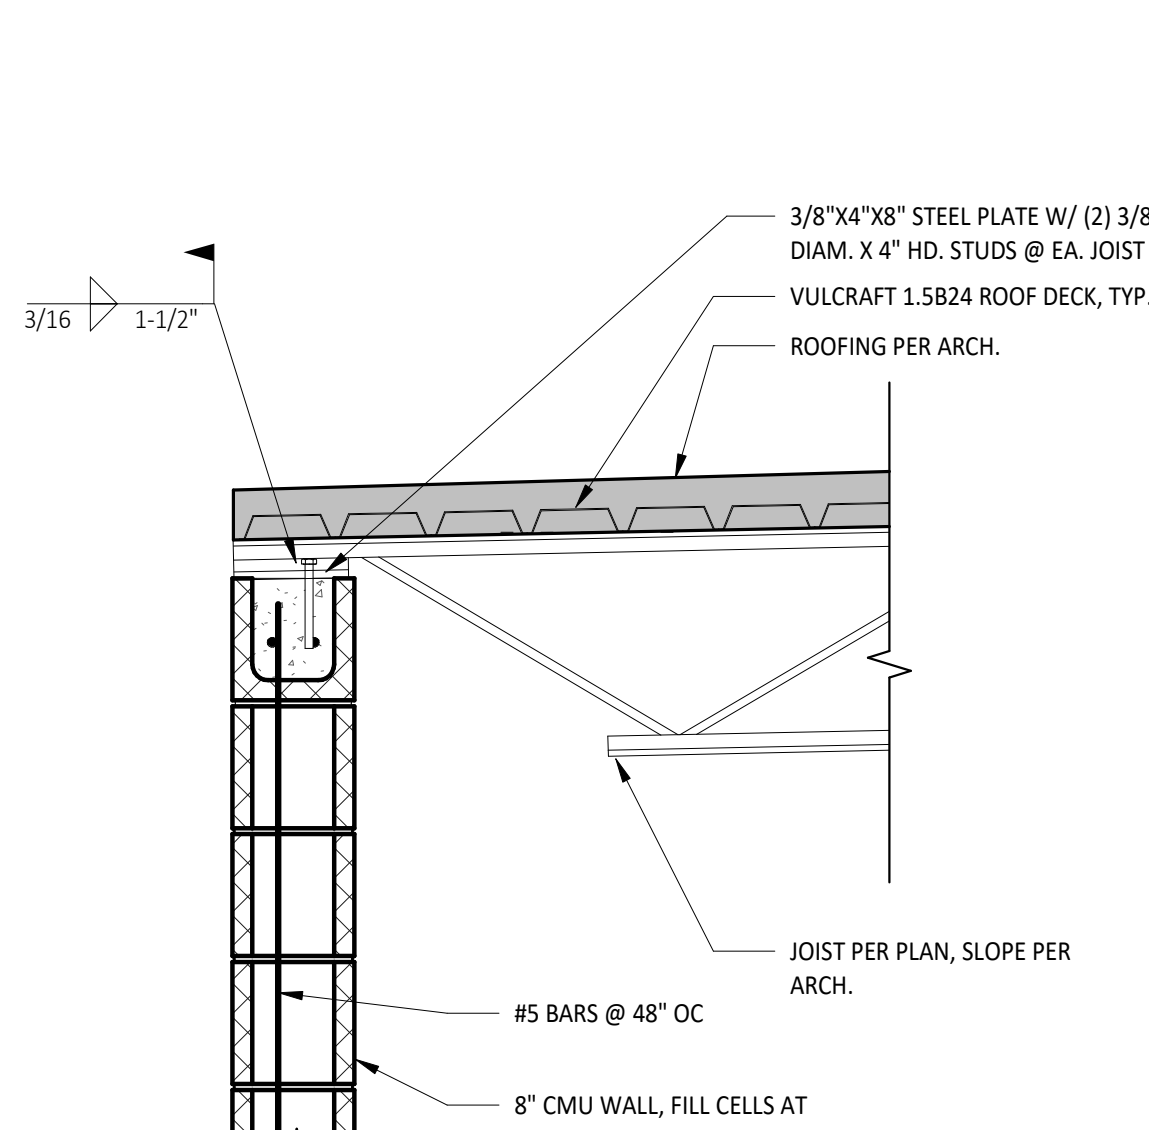 3/8"X4"X8" STEEL PLATE W/ (2) 3/8
DIAM. X 4" HD. STUDS @ EA. JOIST
VULCRAFT 1.5B24 ROOF DECK, TYP.
ROOFING PER ARCH.
3/16 1-1/2"
JOIST PER PLAN, SLOPE PER
ARCH.
#5 BARS @ 48" OC
8" CMU WALL, FILL CELLS AT